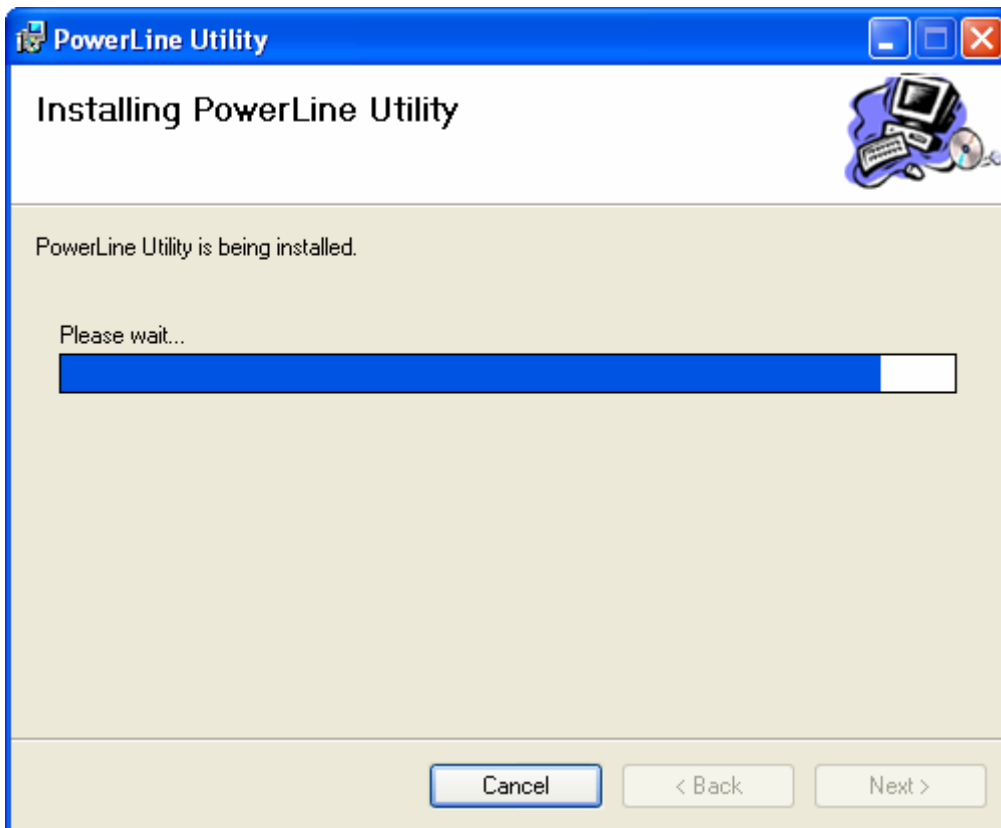 PowerLine Utility
Installing PowerLine Utility
PowerLine Utility is being installed.
Please wait...
Cancel
< Back
Next >